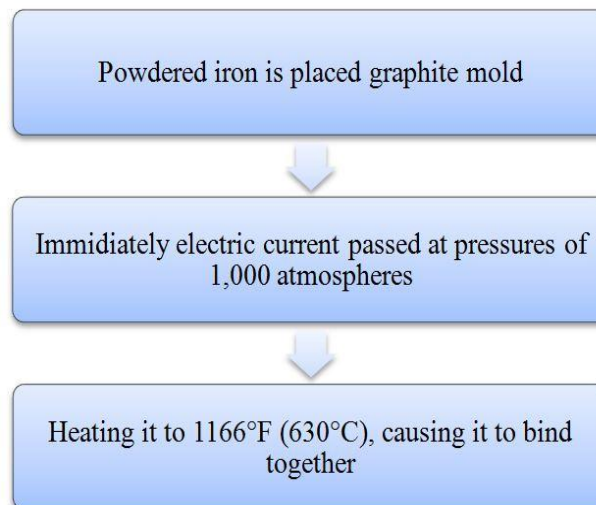 Powdered iron is placed graphite mold
Immidiately electric current passed at pressures of
1,000 atmospheres
Heating it to 1166°F (630°C), causing it to bind
together